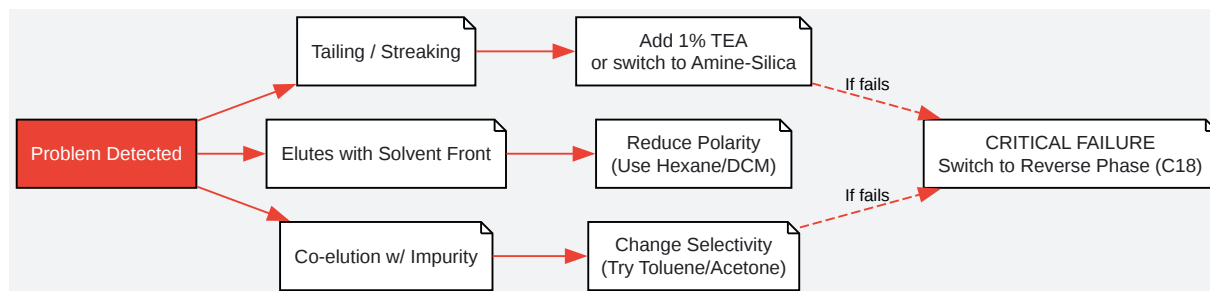 Problem Detected
Tailing / Streaking
Add 1% TEA
or switch to Amine-Silica
If fails
Elutes with Solvent Front
Reduce Polarity
(Use Hexane/DCM)
CRITICAL FAILURE
Switch to Reverse Phase (C18)
If fails
Co-elution w/ Impurity
Change Selectivity
(Try Toluene/Acetone)